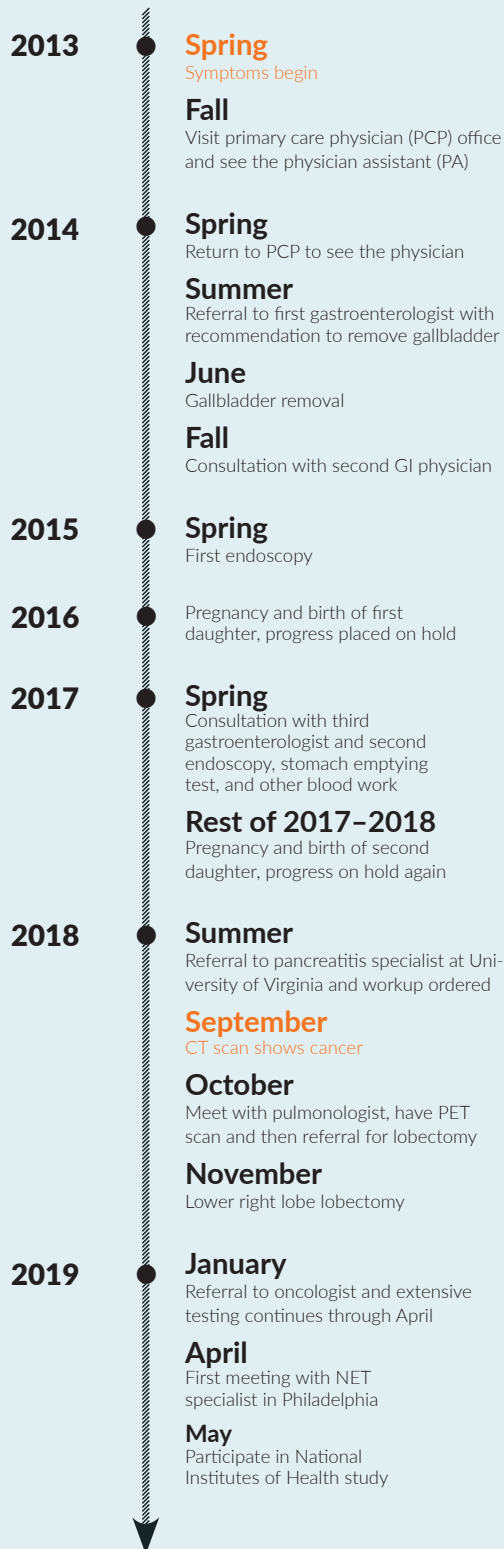 2013
Spring
Symptoms begin
Fall
Visit primary care physician (PCP) office
and see the physician assistant (PA)
2014
Spring
Return to PCP to see the physician
Summer
Referral to first gastroenterologist with
recommendation to remove gallbladder
June
Gallbladder removal
Fall
Consultation with second GI physician
2015
Spring
First endoscopy
2016
Pregnancy and birth of first
daughter, progress placed on hold
2017
Spring
Consultation with third
gastroenterologist and second
endoscopy, stomach emptying
test, and other blood work
Rest of 2017–2018
Pregnancy and birth of second
daughter, progress on hold again
2018
Summer
Referral to pancreatitis specialist at Uni-
versity of Virginia and workup ordered
September
CT scan shows cancer
October
Meet with pulmonologist, have PET
scan and then referral for lobectomy
November
Lower right lobe lobectomy
2019
January
Referral to oncologist and extensive
testing continues through April
April
First meeting with NET
specialist in Philadelphia
May
Participate in National
Institutes of Health study